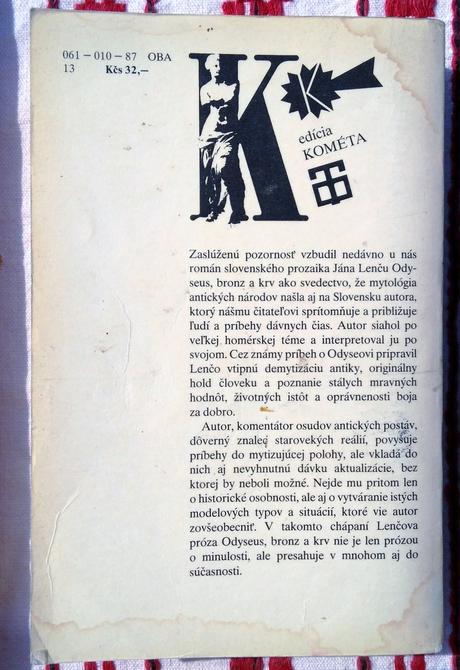 061 – 010 – 87 OBA
13 Kčs 32,–
K
K
edícia
KOMÉTA
Zaslúženú pozornosť vzbudil nedávno u nás
román slovenského prozaika Jána Lenču Ody-
seus, bronz a krv ako svedectvo, že mytológia
antických národov našla aj na Slovensku autora,
ktorý nášmu čitateľovi sprítomňuje a približuje
ľudí a príbehy dávnych čias. Autor siahol po
veľkej homérskej téme a interpretoval ju po
svojom. Cez známy príbeh o Odyseovi pripravil
Lenčo vtipnú demytizáciu antiky, originálny
hold človeku a poznanie stálych mravných
hodnôt, životných istôt a oprávnenosti boja
za dobro.
Autor, komentátor osudov antických postáv,
dôverný znalec starovekých reálií, povyšuje
príbehy do mytizujúcej polohy, ale vkladá do
nich aj nevyhnutnú dávku aktualizácie, bez
ktorej by neboli možné. Nejde mu pritom len
o historické osobnosti, ale aj o vytváranie istých
modelových typov a situácií, ktoré vie autor
zovšeobecniť. V takomto chápaní Lenčova
próza Odyseus, bronz a krv nie je len prózou
o minulosti, ale presahuje v mnohom aj do
súčasnosti.